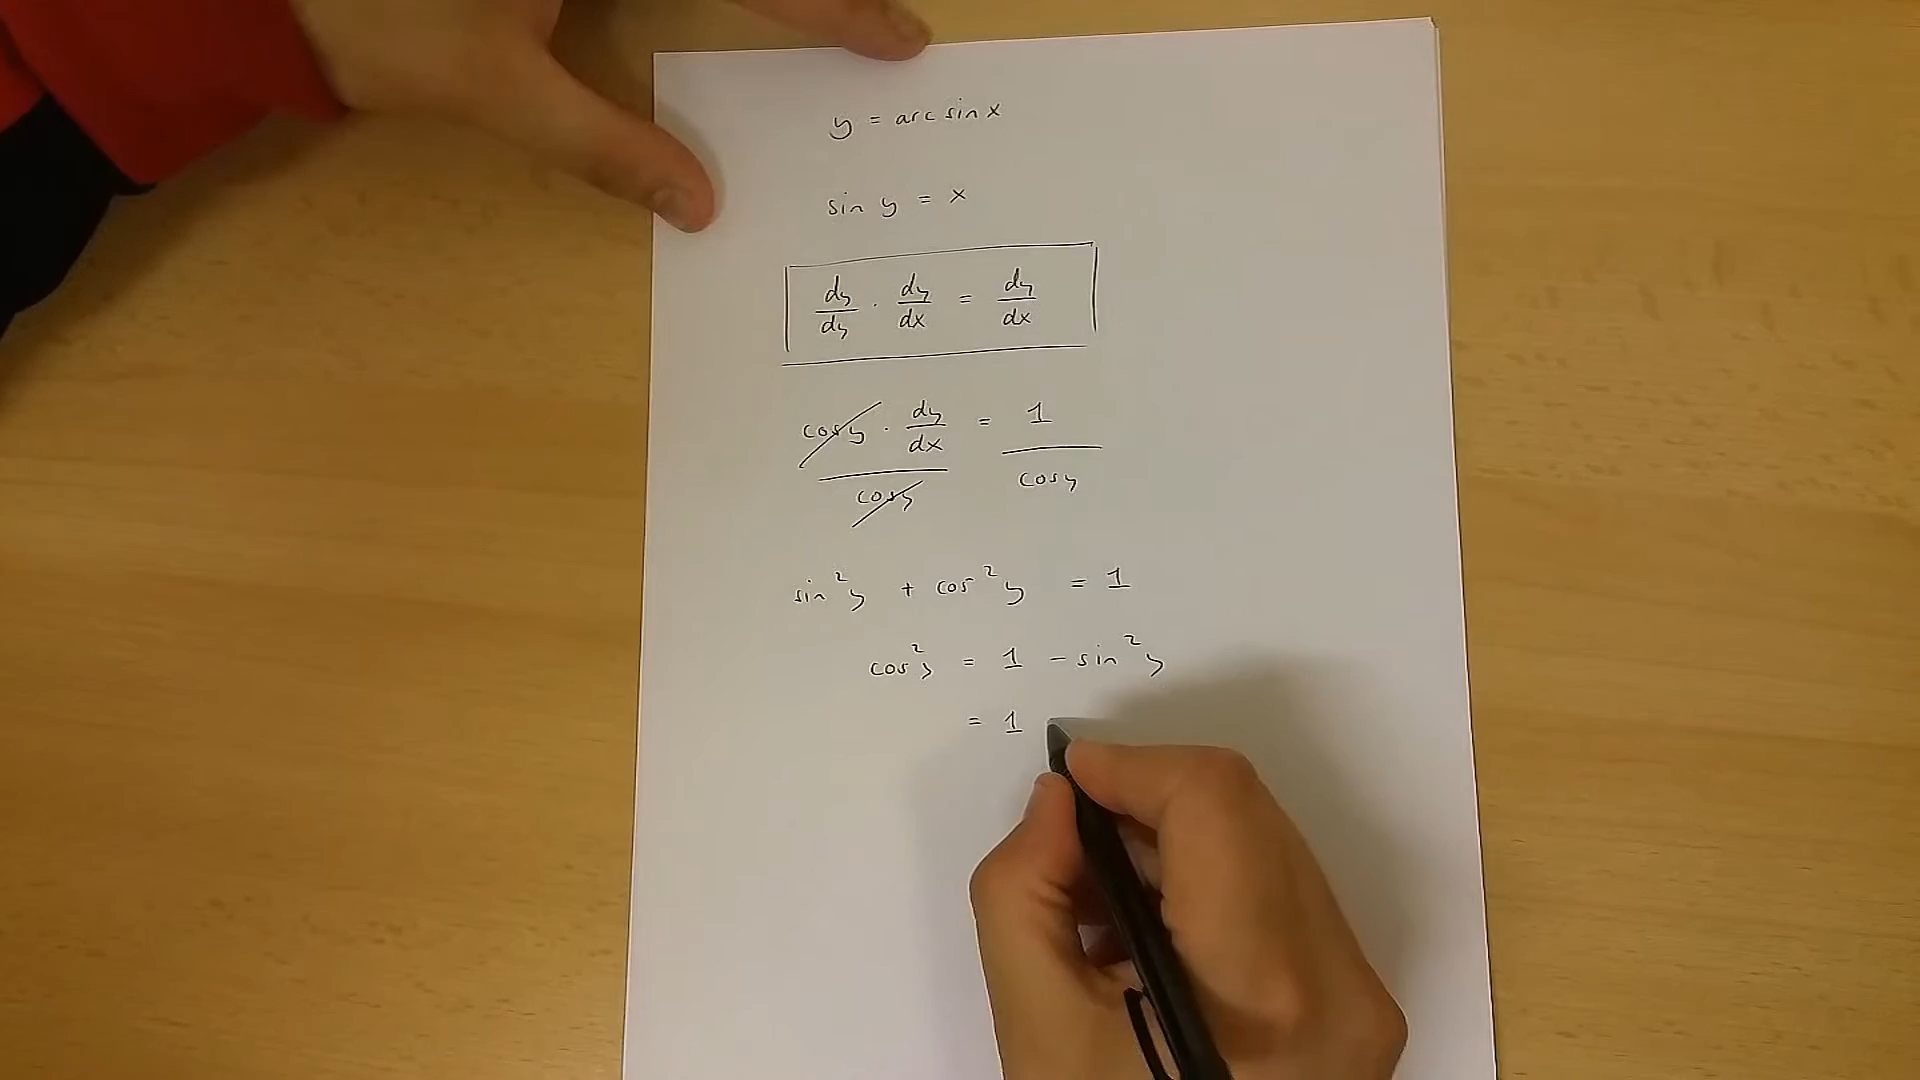 y = arc sin x
sin y = x
dy/dy · dy/dx = dy/dx
cos y · dy/dx / cos y = 1 / cos y
sin²y + cos²y = 1
cos²y = 1 - sin²y
= 1